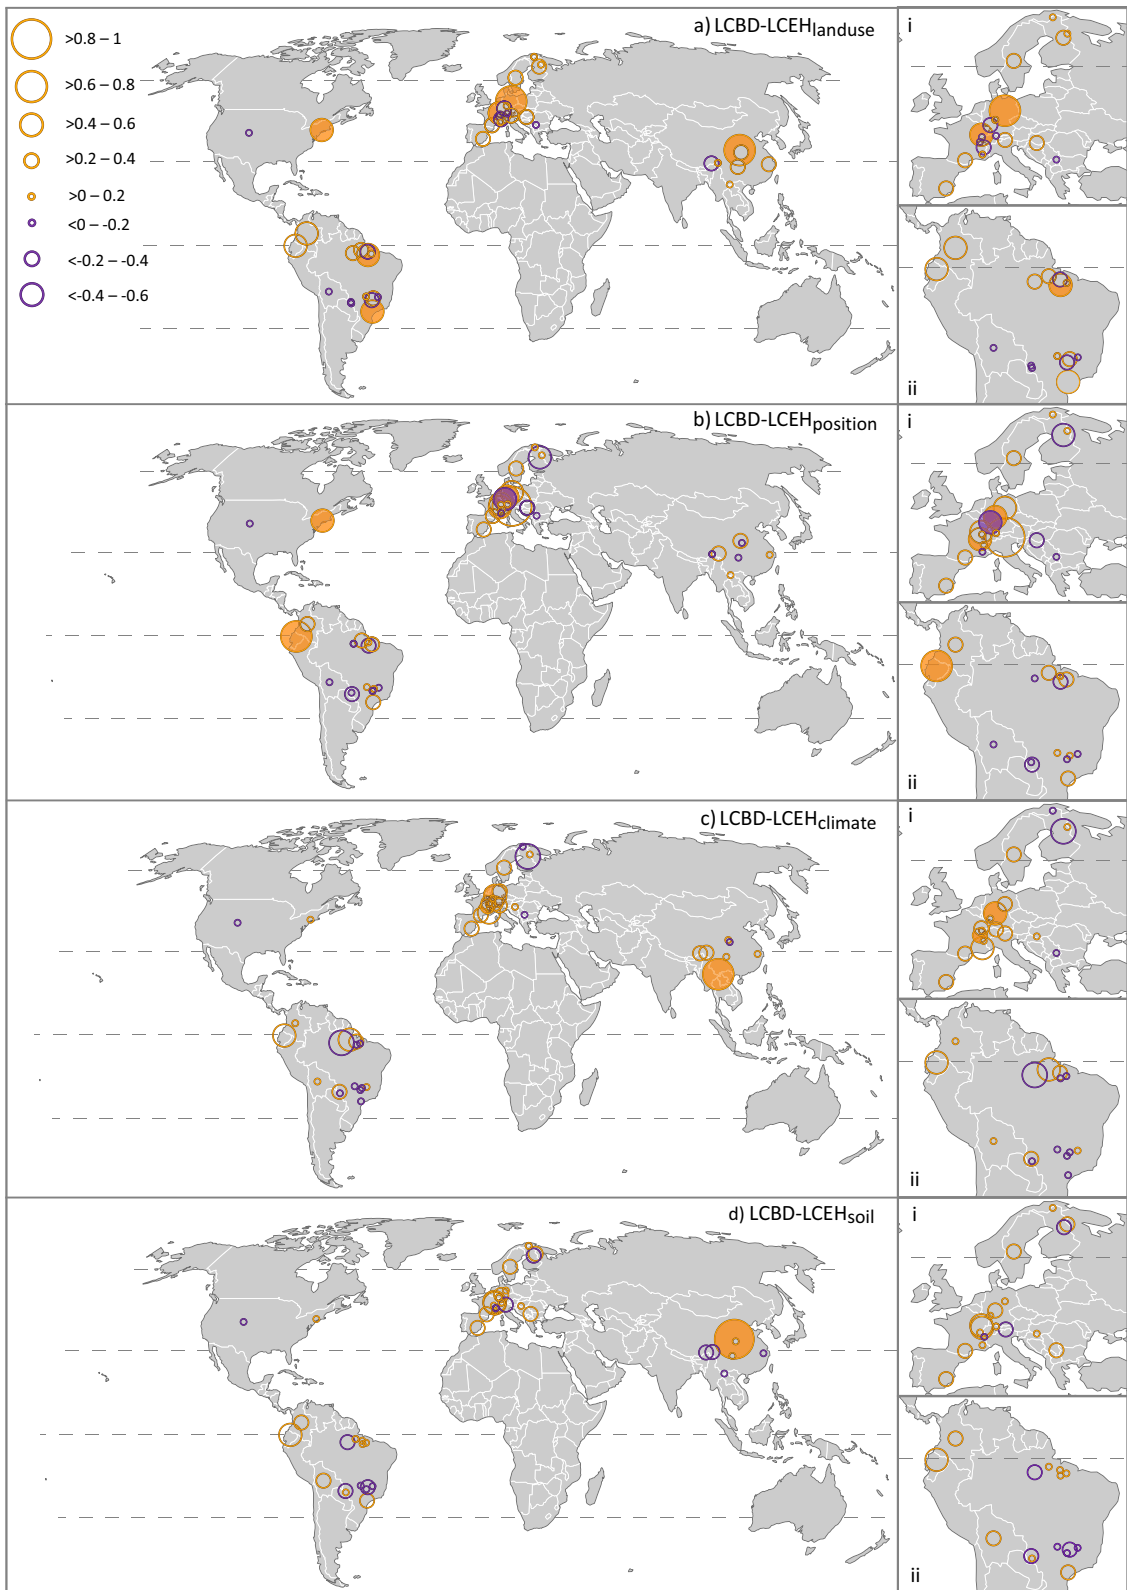 a) LCBD-LCEHlanduse
>0.8 – 1
>0.6 – 0.8
>0.4 – 0.6
>0.2 – 0.4
>0 – 0.2
<0 – -0.2
<-0.2 – -0.4
<-0.4 – -0.6
i
ii
b) LCBD-LCEHposition
i
ii
c) LCBD-LCEHclimate
i
ii
d) LCBD-LCEHsoil
i
ii